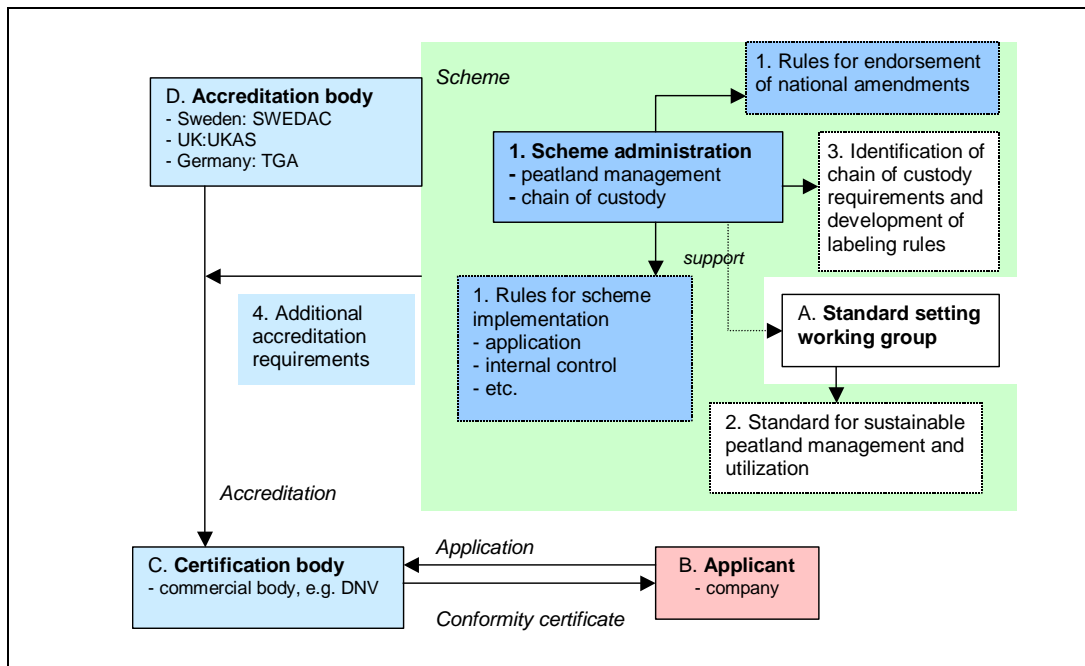 Scheme
1. Rules for endorsement
of national amendments
D. Accreditation body
- Sweden: SWEDAC
- UK:UKAS
- Germany: TGA
1. Scheme administration
- peatland management
- chain of custody
3. Identification of
chain of custody
requirements and
development of
labeling rules
support
4. Additional
accreditation
requirements
1. Rules for scheme
implementation
- application
- internal control
- etc.
A. Standard setting
working group
2. Standard for sustainable
peatland management and
utilization
Accreditation
C. Certification body
- commercial body, e.g. DNV
Application
Conformity certificate
B. Applicant
- company